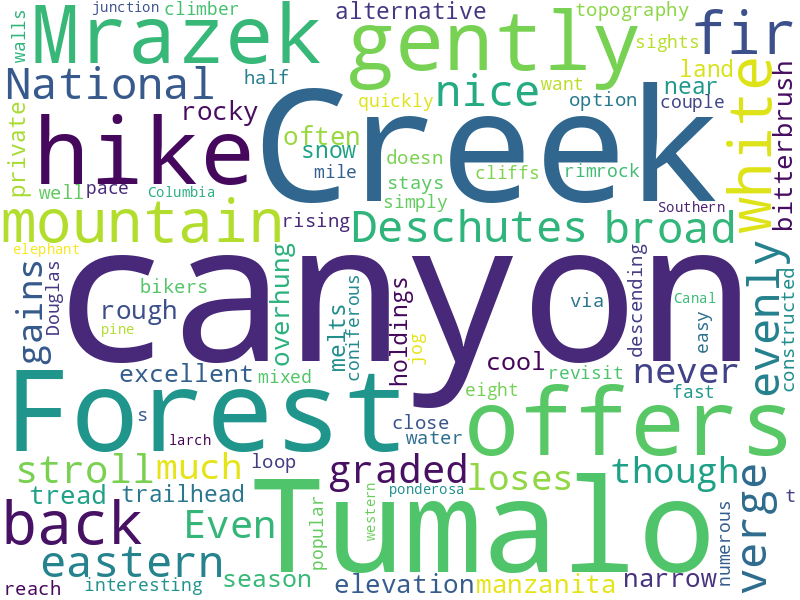 junction climber alternative topography
Mrazek gently fir
walls sights
National half nice land near
private rocky quickly want option couple white bitterbrush
hike Creek
often snow doesn
mile stays cliffs rimrock
well pace Columbia simply Southern
mountain rising Deschutes broad
elephant
canyon
gains Douglas bikers overhung melts coniferous holdings via descending Canal easy evenly constructed
rough pine jog
excellent mixed cool revisit never
Forest offers
s close eight fast
larch water
stroll much loop graded loses though
tread trailhead ponderosa
back Even Tumalo verge t
popular western numerous
eastern
reach interesting season elevation manzanita narrow